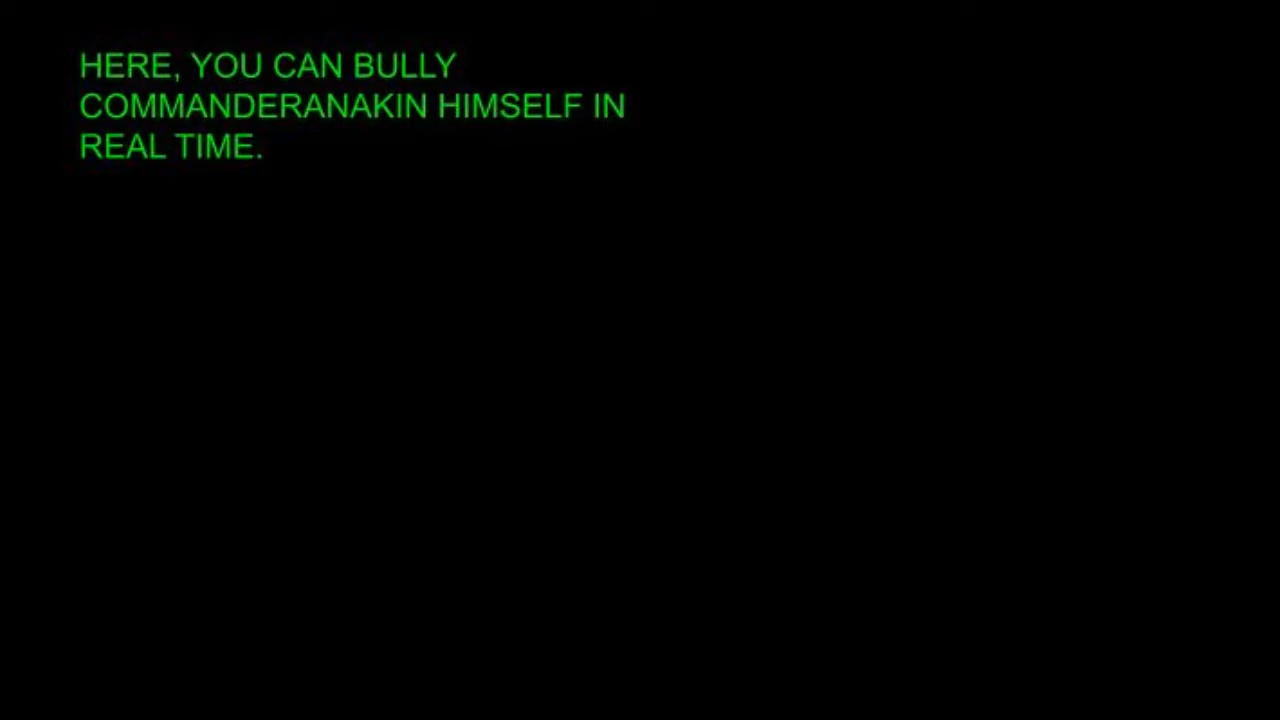 HERE, YOU CAN BULLY
COMMANDERANAKIN HIMSELF IN
REAL TIME.